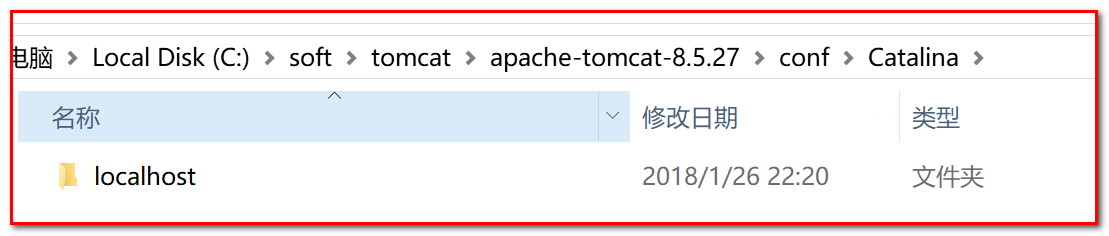 电脑 > Local Disk (C:) > soft > tomcat > apache-tomcat-8.5.27 > conf > Catalina >
名称 修改日期 类型
localhost 2018/1/26 22:20 文件夹